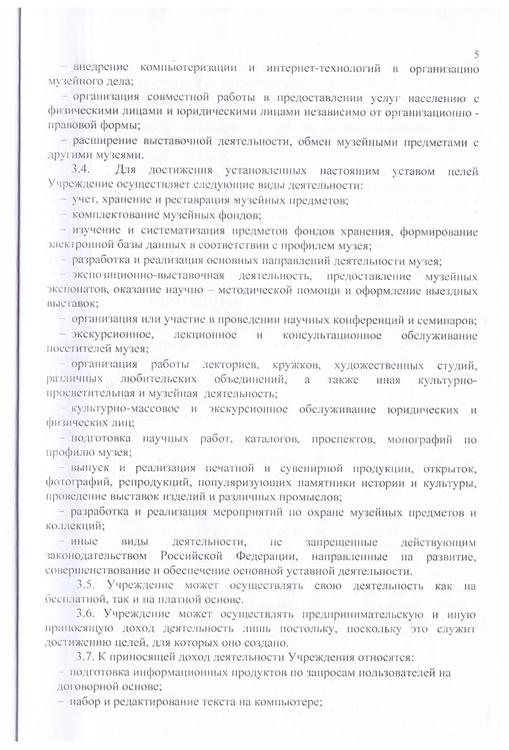 5
– внедрение компьютеризации и интернет-технологий в организацию
музейного дела;
– организация совместной работы в предоставлении услуг населению с
физическими лицами и юридическими лицами независимо от организационно -
правовой формы;
– расширение выставочной деятельности, обмен музейными предметами с
другими музеями.
3.4. Для достижения установленных настоящим уставом целей
Учреждение осуществляет следующие виды деятельности:
– учет, хранение и реставрация музейных предметов;
– комплектование музейных фондов;
– изучение и систематизация предметов фондов хранения, формирование
электронной базы данных в соответствии с профилем музея;
– разработка и реализация основных направлений деятельности музея;
– экспозиционно-выставочная деятельность, предоставление музейных
экспонатов, оказание научно – методической помощи и оформление выездных
выставок;
– организация или участие в проведении научных конференций и семинаров;
– экскурсионное, лекционное и консультационное обслуживание
посетителей музея;
– организация работы лекториев, кружков, художественных студий,
различных любительских объединений, а также иная культурно-
просветительная и музейная деятельность;
– культурно-массовое и экскурсионное обслуживание юридических и
физических лиц;
– подготовка научных работ, каталогов, проспектов, монографий по
профилю музея;
– выпуск и реализация печатной и сувенирной продукции, открыток,
фотографий, репродукций, популяризующих памятники истории и культуры,
проведение выставок изделий и различных промыслов;
– разработка и реализация мероприятий по охране музейных предметов и
коллекций;
– иные виды деятельности, не запрещенные действующим
законодательством Российской Федерации, направленные на развитие,
совершенствование и обеспечение основной уставной деятельности.
3.5. Учреждение может осуществлять свою деятельность как на
бесплатной, так и на платной основе.
3.6. Учреждение может осуществлять предпринимательскую и иную
приносящую доход деятельность лишь постольку, поскольку это служит
достижению целей, для которых оно создано.
3.7. К приносящей доход деятельности Учреждения относятся:
– подготовка информационных продуктов по запросам пользователей на
договорной основе;
– набор и редактирование текста на компьютере;